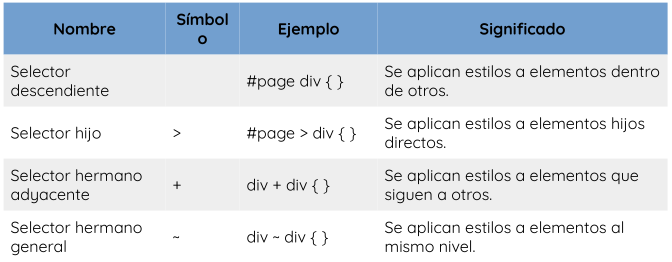 Nombre Símbolo Ejemplo Significado
Selector descendiente #page div { } Se aplican estilos a elementos dentro de otros.
Selector hijo > #page > div { } Se aplican estilos a elementos hijos directos.
Selector hermano adyacente + div + div { } Se aplican estilos a elementos que siguen a otros.
Selector hermano general ~ div ~ div { } Se aplican estilos a elementos al mismo nivel.